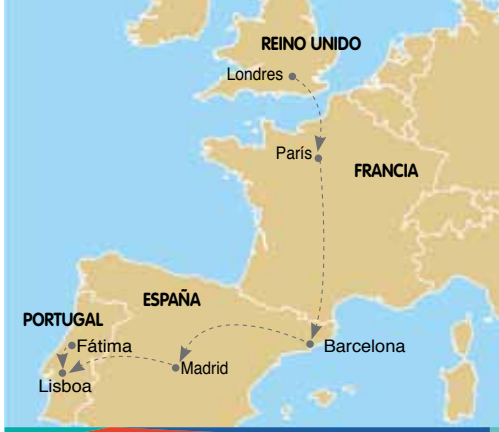 REINO UNIDO
Londres
París
FRANCIA
ESPAÑA
PORTUGAL
Fátima
Barcelona
Madrid
Lisboa